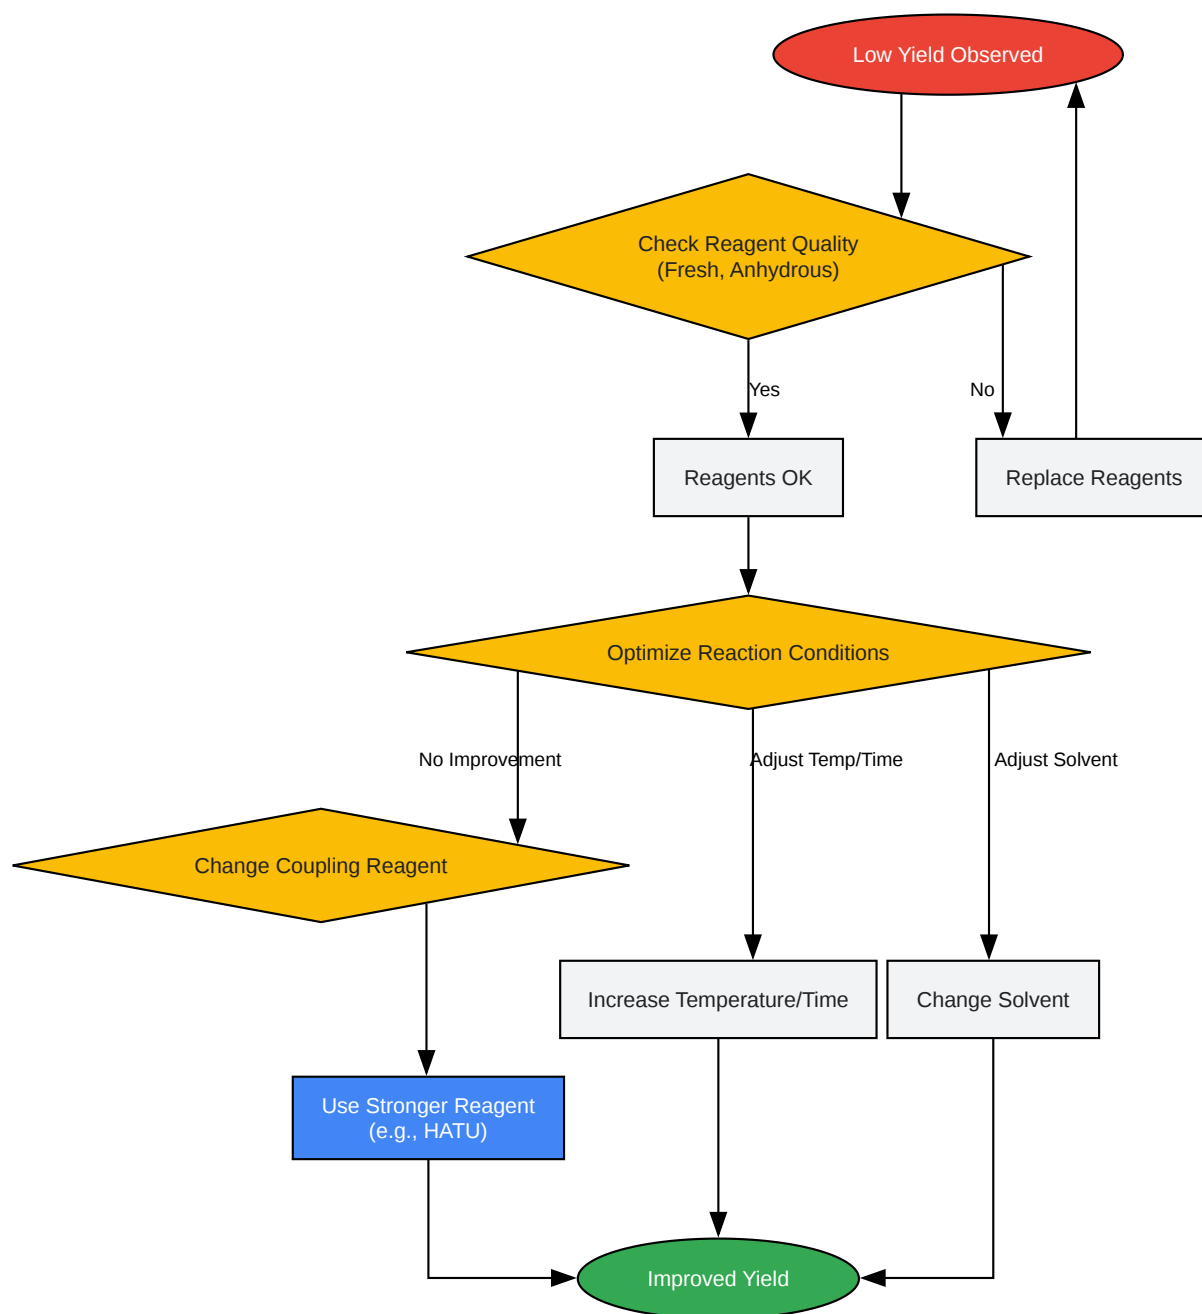 Low Yield Observed
Check Reagent Quality
(Fresh, Anhydrous)
Yes
No
Reagents OK
Replace Reagents
Optimize Reaction Conditions
No Improvement
Adjust Temp/Time
Adjust Solvent
Change Coupling Reagent
Increase Temperature/Time
Change Solvent
Use Stronger Reagent
(e.g., HATU)
Improved Yield